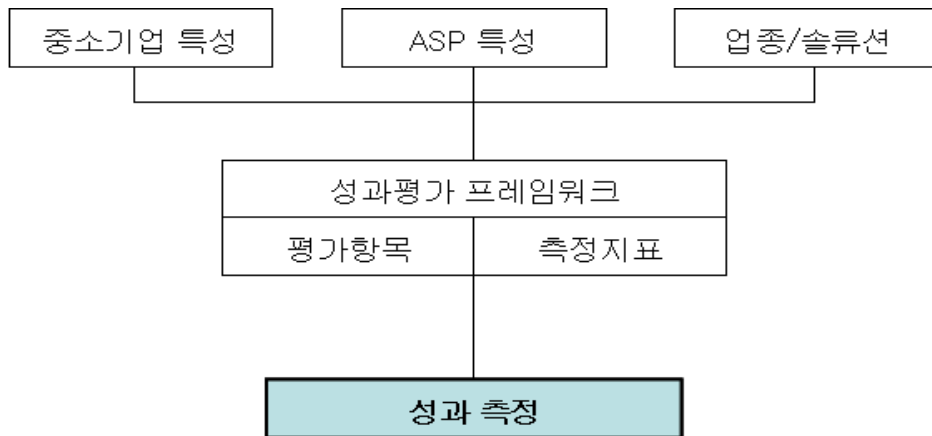 중소기업 특성
ASP 특성
업종/솔류션
성과평가 프레임워크
평가항목
측정지표
성과 측정